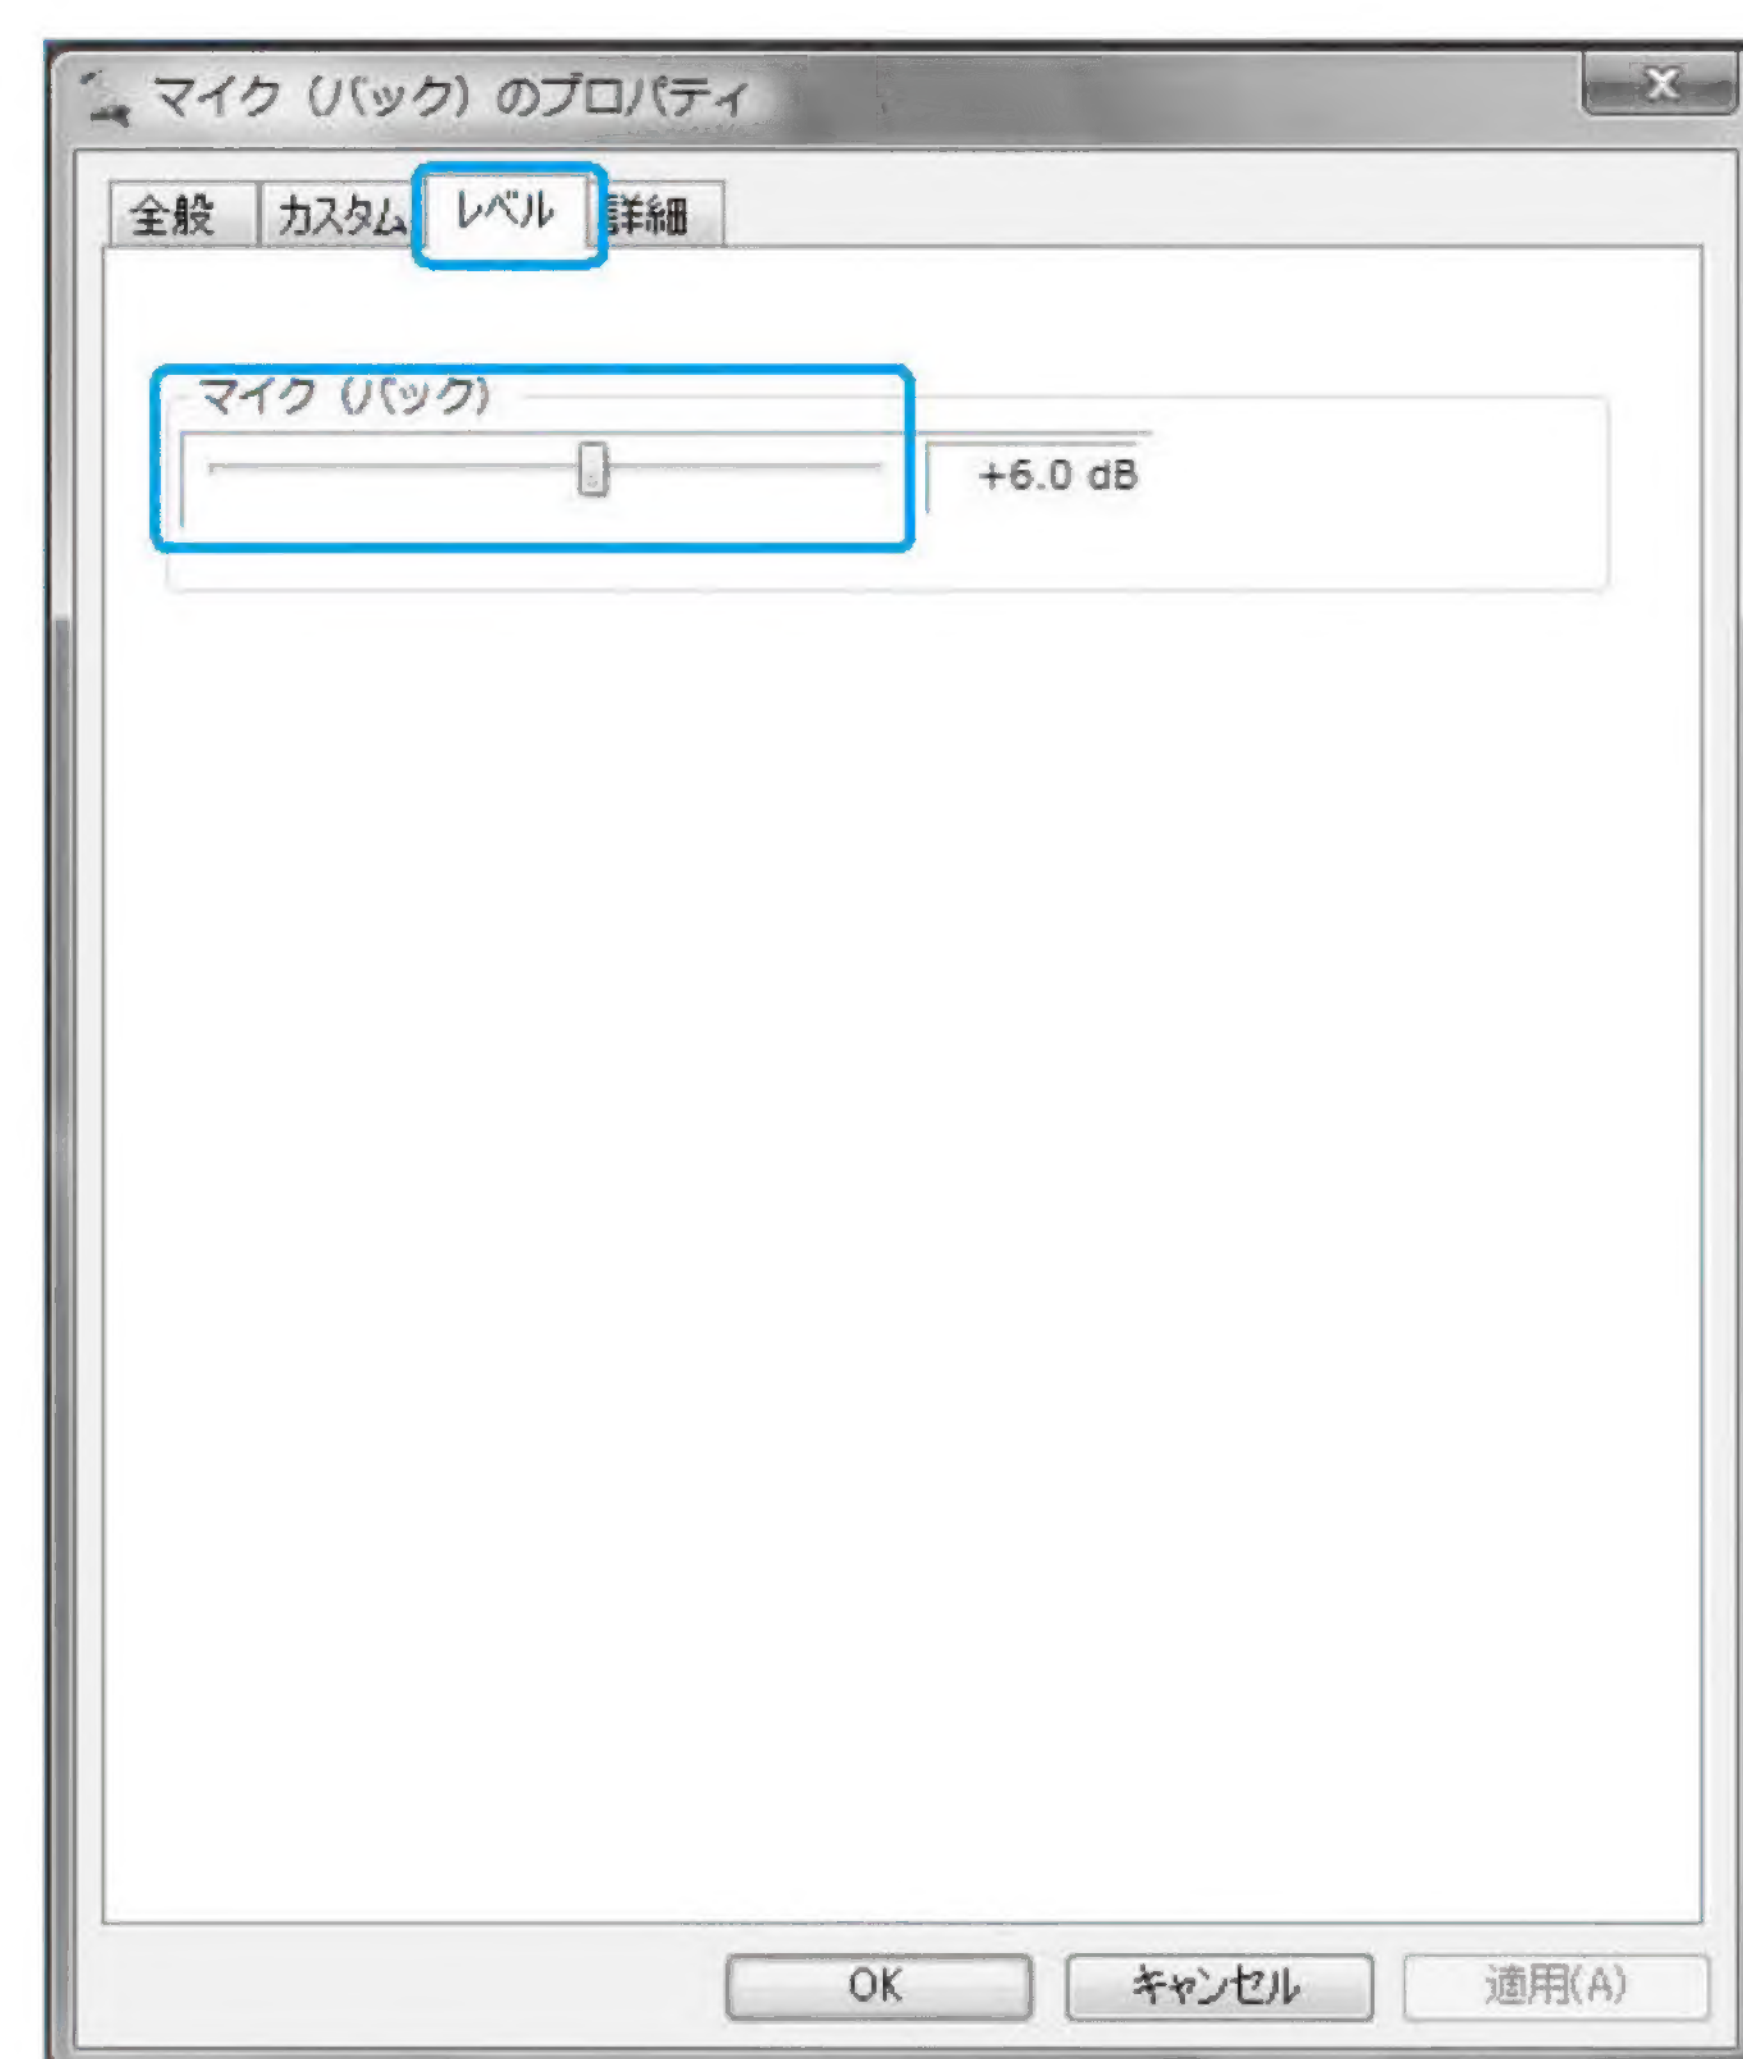 マイク (バック) のプロパティ
全般 カスタム レベル 詳細
マイク (バック)
+6.0 dB
OK キャンセル 適用(A)